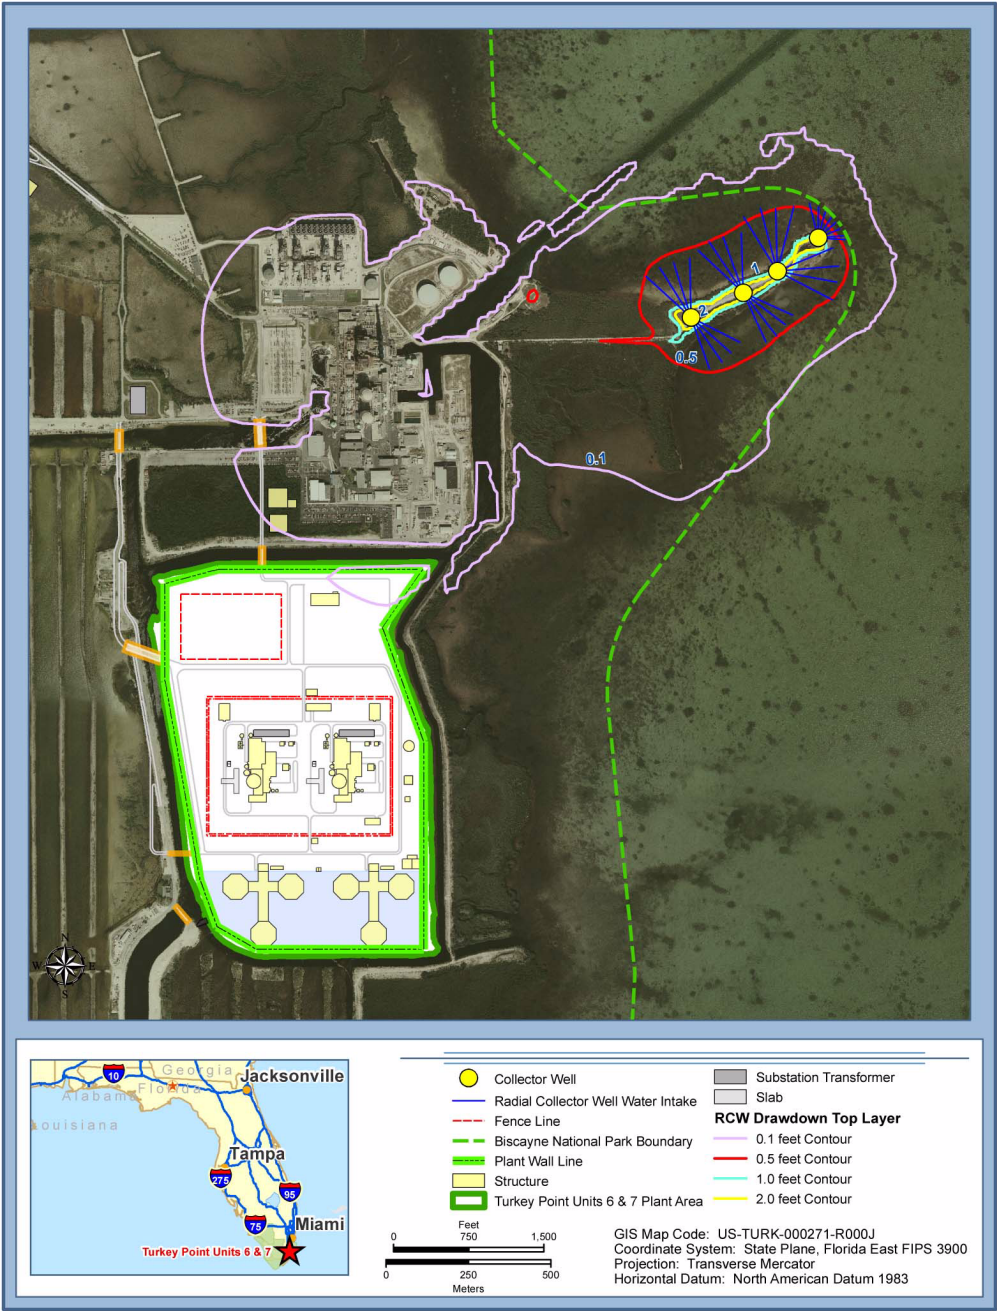 1
2
0.5
0.1
N
W E
S
10
Georgia
Jacksonville
Alabama
Florida
Louisiana
Tampa
275
95
75
Miami
Turkey Point Units 6 & 7
Collector Well
Radial Collector Well Water Intake
Fence Line
Biscayne National Park Boundary
Plant Wall Line
Structure
Turkey Point Units 6 & 7 Plant Area
Substation Transformer
Slab
RCW Drawdown Top Layer
0.1 feet Contour
0.5 feet Contour
1.0 feet Contour
2.0 feet Contour
Feet
0 750 1,500
0 250 500
Meters
GIS Map Code: US-TURK-000271-R000J
Coordinate System: State Plane, Florida East FIPS 3900
Projection: Transverse Mercator
Horizontal Datum: North American Datum 1983